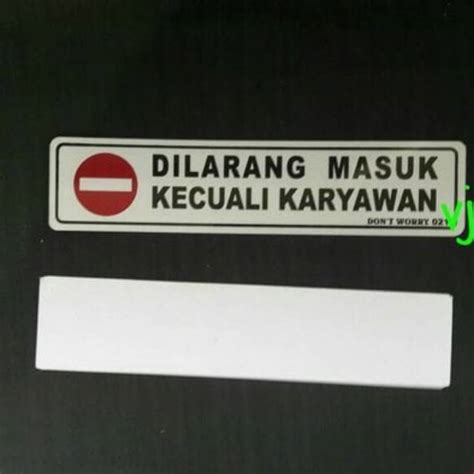 DILARANG MASUK
KECUALI KARYAWAN
DON'T WORRY 021
vj